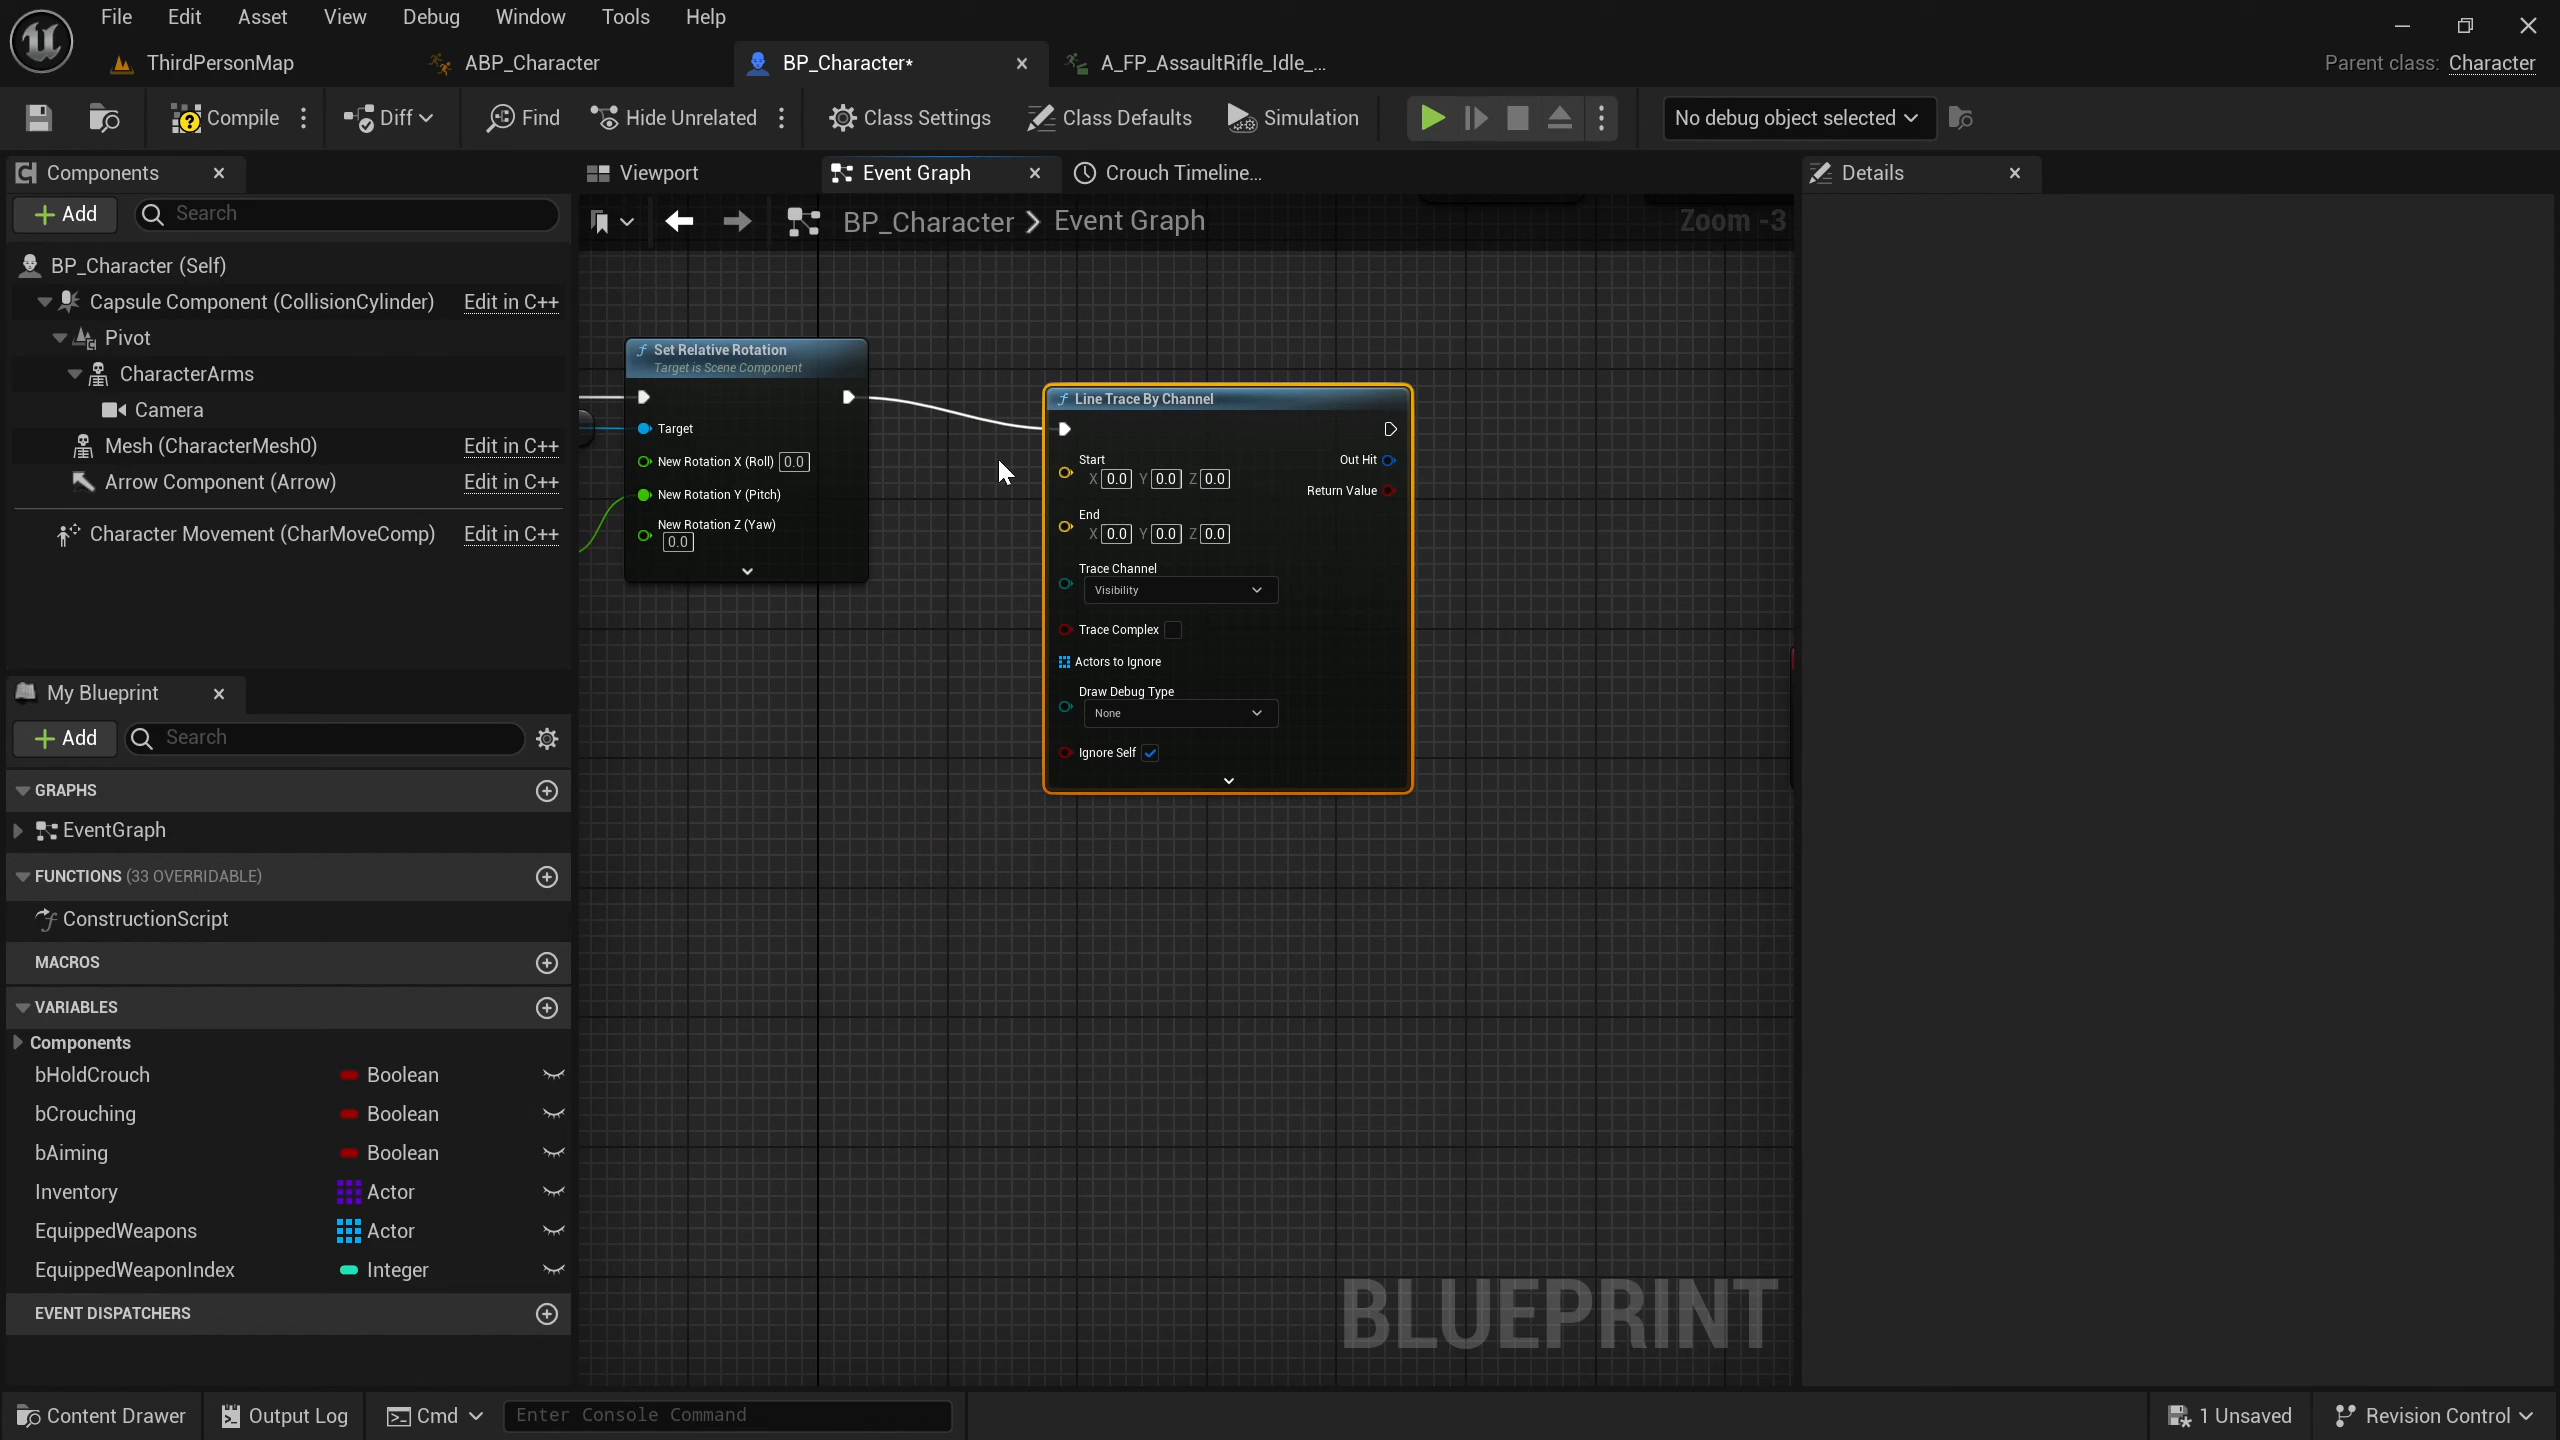 File Edit Asset View Debug Window Tools Help
ThirdPersonMap ABP_Character BP_Character* A_FP_AssaultRifle_Idle_... Parent class: Character
Compile Diff Find Hide Unrelated Class Settings Class Defaults Simulation No debug object selected
Components Viewport Event Graph Crouch Timeline... Details
Add Search BP_Character Event Graph Zoom -3
BP_Character (Self)
Capsule Component (CollisionCylinder) Edit in C++
Pivot
CharacterArms
Camera
Mesh (CharacterMesh0) Edit in C++
Arrow Component (Arrow) Edit in C++
Character Movement (CharMoveComp) Edit in C++
Set Relative Rotation
Target is Scene Component
Target
New Rotation X (Roll) 0.0
New Rotation Y (Pitch)
New Rotation Z (Yaw)
0.0
Line Trace By Channel
Start Out Hit
X 0.0 Y 0.0 Z 0.0
Return Value
End
X 0.0 Y 0.0 Z 0.0
Trace Channel
Visibility
Trace Complex
Actors to Ignore
Draw Debug Type
None
Ignore Self
My Blueprint
Add Search
GRAPHS
EventGraph
FUNCTIONS (33 OVERRIDABLE)
ConstructionScript
MACROS
VARIABLES
Components
bHoldCrouch Boolean
bCrouching Boolean
bAiming Boolean
Inventory Actor
EquippedWeapons Actor
EquippedWeaponIndex Integer
EVENT DISPATCHERS
BLUEPRINT
Content Drawer Output Log Cmd Enter Console Command 1 Unsaved Revision Control